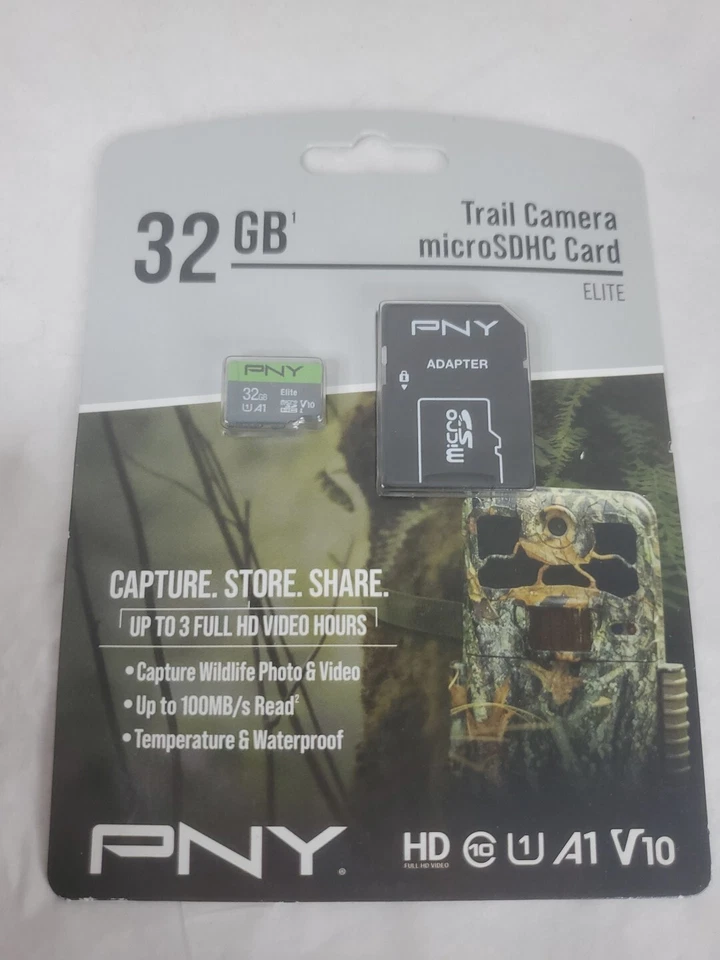 32 GB¹
Trail Camera
microSDHC Card
ELITE
PNY
32GB Elite
U1 A1 micro SDHC I V10
PNY
ADAPTER
micro SD
CAPTURE. STORE. SHARE.
UP TO 3 FULL HD VIDEO HOURS
• Capture Wildlife Photo & Video
• Up to 100MB/s Read²
• Temperature & Waterproof
PNY®
HD 10 U1 A1 V10
FULL HD VIDEO